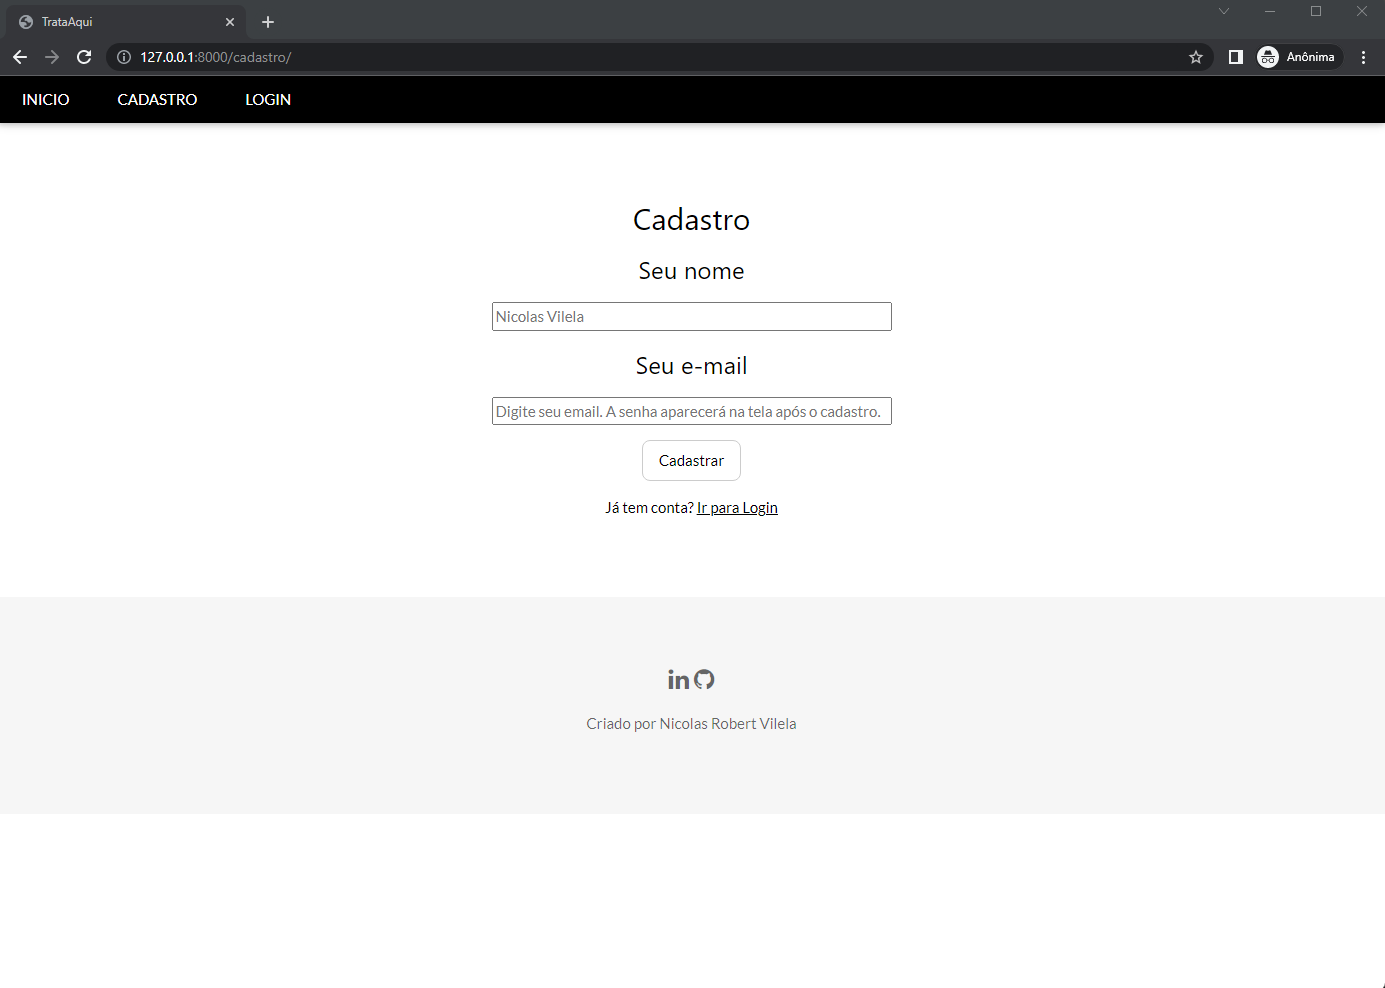 TrataAqui
127.0.0.1:8000/cadastro/
Anônima
INICIO CADASTRO LOGIN
Cadastro
Seu nome
Nicolas Vilela
Seu e-mail
Digite seu email. A senha aparecerá na tela após o cadastro.
Cadastrar
Já tem conta? Ir para Login
in
Criado por Nicolas Robert Vilela